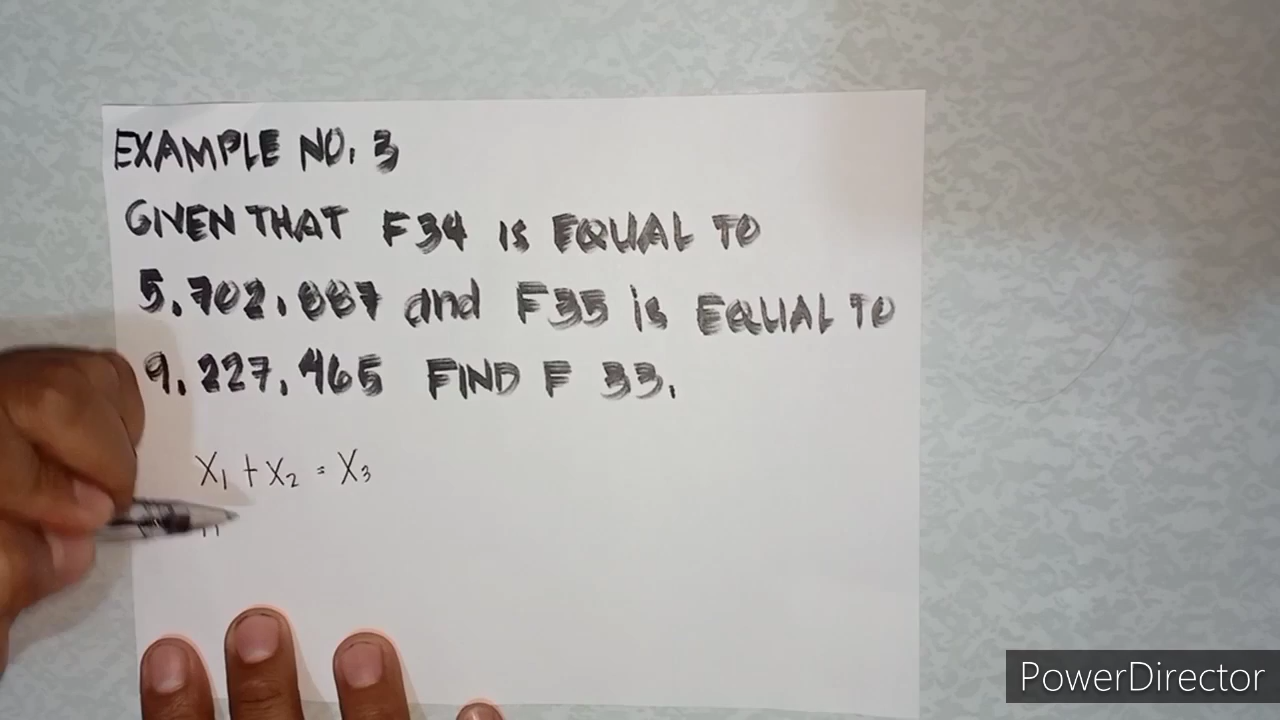 EXAMPLE NO. 3
GIVEN THAT F34 IS EQUAL TO
5.702.887 and F35 is EQUAL TO
9.227.465 FIND F 33.
X₁ + X₂ = X₃
PowerDirector